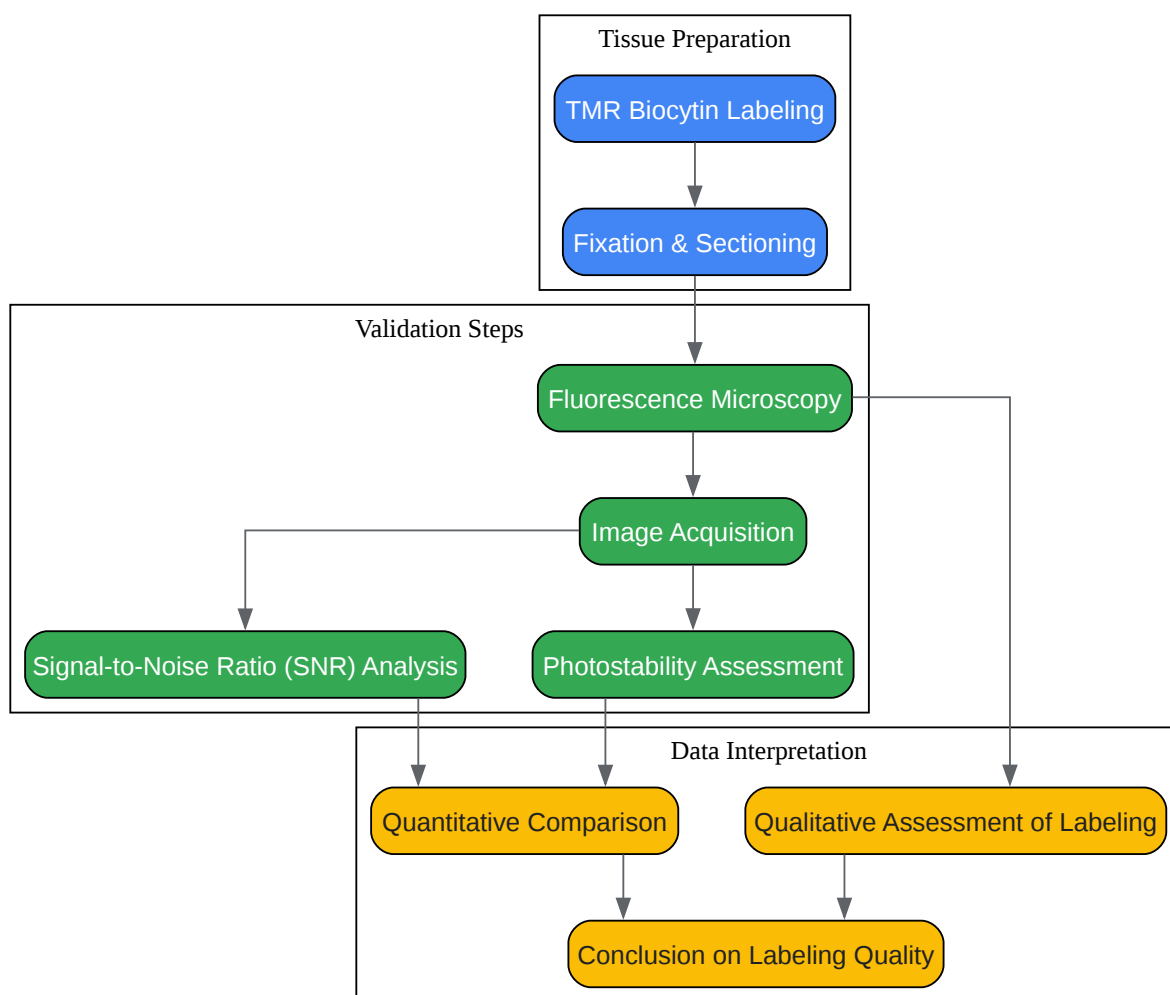 Tissue Preparation
TMR Biocytin Labeling
Fixation & Sectioning
Validation Steps
Fluorescence Microscopy
Image Acquisition
Signal-to-Noise Ratio (SNR) Analysis
Photostability Assessment
Data Interpretation
Quantitative Comparison
Qualitative Assessment of Labeling
Conclusion on Labeling Quality